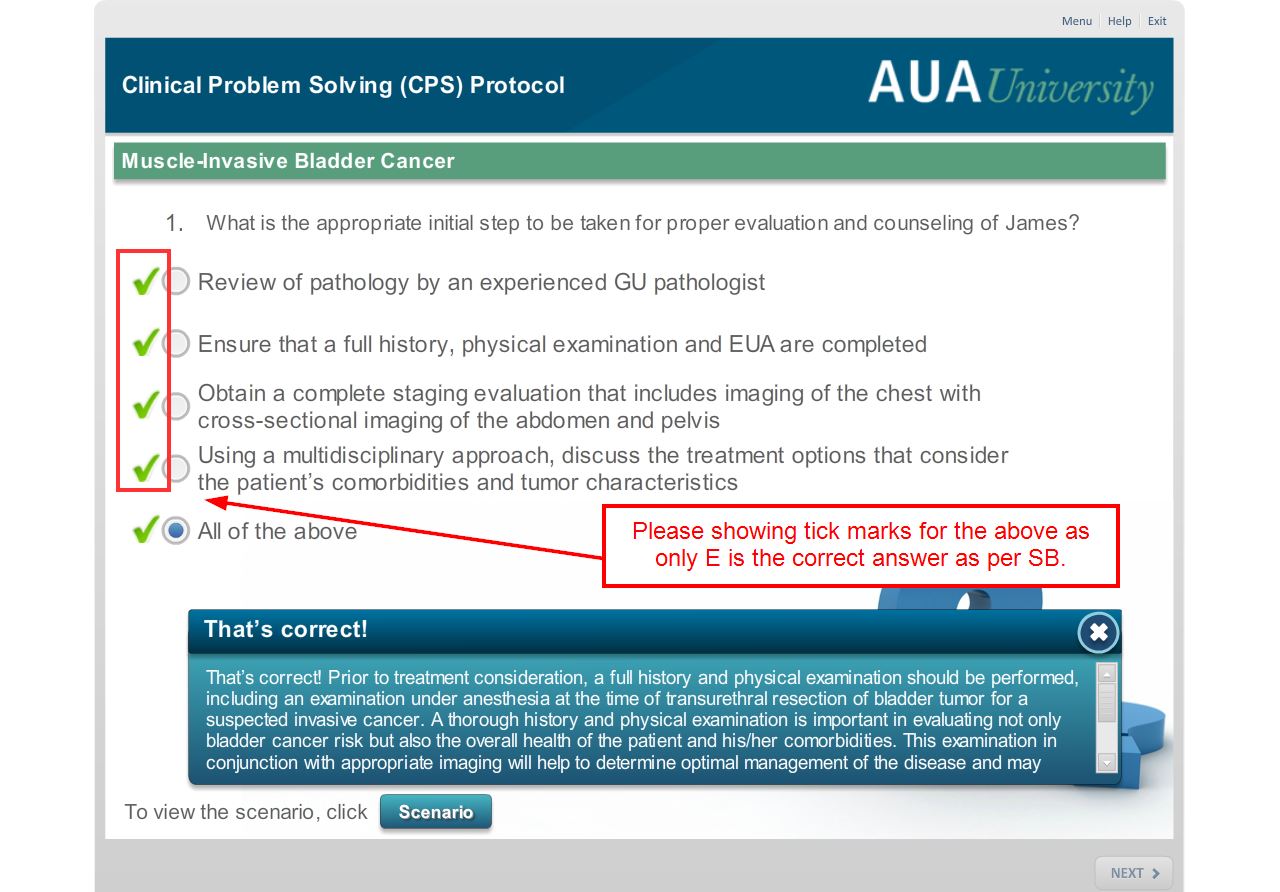 Menu Help Exit
Clinical Problem Solving (CPS) Protocol
AUA University
Muscle-Invasive Bladder Cancer
1. What is the appropriate initial step to be taken for proper evaluation and counseling of James?
Review of pathology by an experienced GU pathologist
Ensure that a full history, physical examination and EUA are completed
Obtain a complete staging evaluation that includes imaging of the chest with
cross-sectional imaging of the abdomen and pelvis
Using a multidisciplinary approach, discuss the treatment options that consider
the patient’s comorbidities and tumor characteristics
All of the above
Please showing tick marks for the above as
only E is the correct answer as per SB.
That’s correct!
That’s correct! Prior to treatment consideration, a full history and physical examination should be performed,
including an examination under anesthesia at the time of transurethral resection of bladder tumor for a
suspected invasive cancer. A thorough history and physical examination is important in evaluating not only
bladder cancer risk but also the overall health of the patient and his/her comorbidities. This examination in
conjunction with appropriate imaging will help to determine optimal management of the disease and may
To view the scenario, click Scenario
NEXT